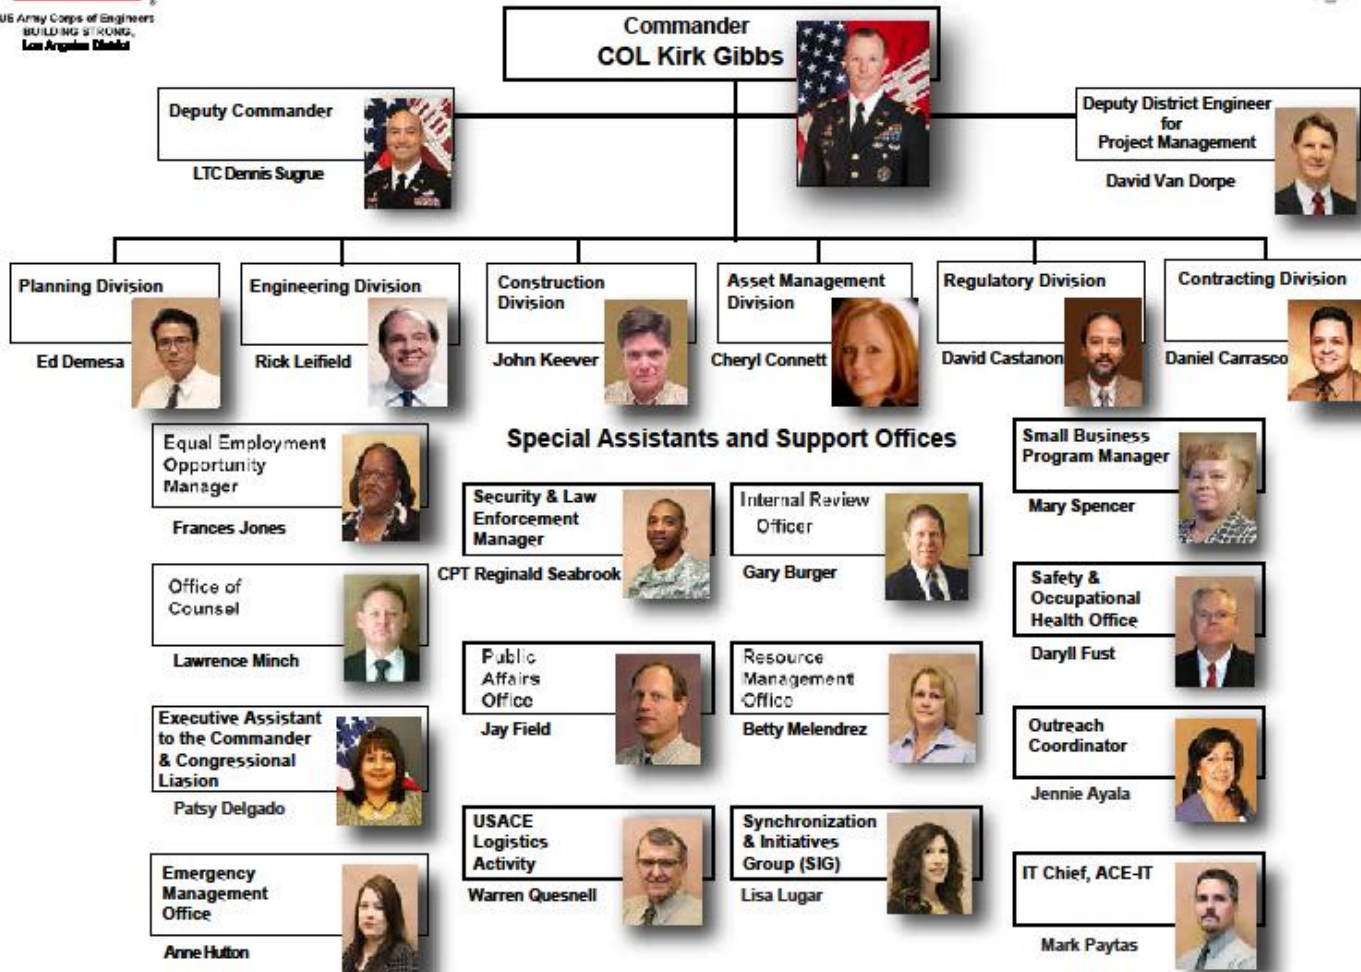 US Army Corps of Engineers
BUILDING STRONG®
Los Angeles District
Commander
COL Kirk Gibbs
Deputy Commander
LTC Dennis Sugrue
Deputy District Engineer
for
Project Management
David Van Dorpe
Planning Division
Ed Demesa
Engineering Division
Rick Leifield
Construction
Division
John Keever
Asset Management
Division
Cheryl Connett
Regulatory Division
David Castanon
Contracting Division
Daniel Carrasco
Special Assistants and Support Offices
Equal Employment
Opportunity
Manager
Frances Jones
Office of
Counsel
Lawrence Minch
Executive Assistant
to the Commander
& Congressional
Liasion
Patsy Delgado
Emergency
Management
Office
Anne Hutton
Security & Law
Enforcement
Manager
CPT Reginald Seabrook
Public
Affairs
Office
Jay Field
USACE
Logistics
Activity
Warren Quesnell
Internal Review
Officer
Gary Burger
Resource
Management
Office
Betty Melendrez
Synchronization
& Initiatives
Group (SIG)
Lisa Lugar
Small Business
Program Manager
Mary Spencer
Safety &
Occupational
Health Office
Daryll Fust
Outreach
Coordinator
Jennie Ayala
IT Chief, ACE-IT
Mark Paytas